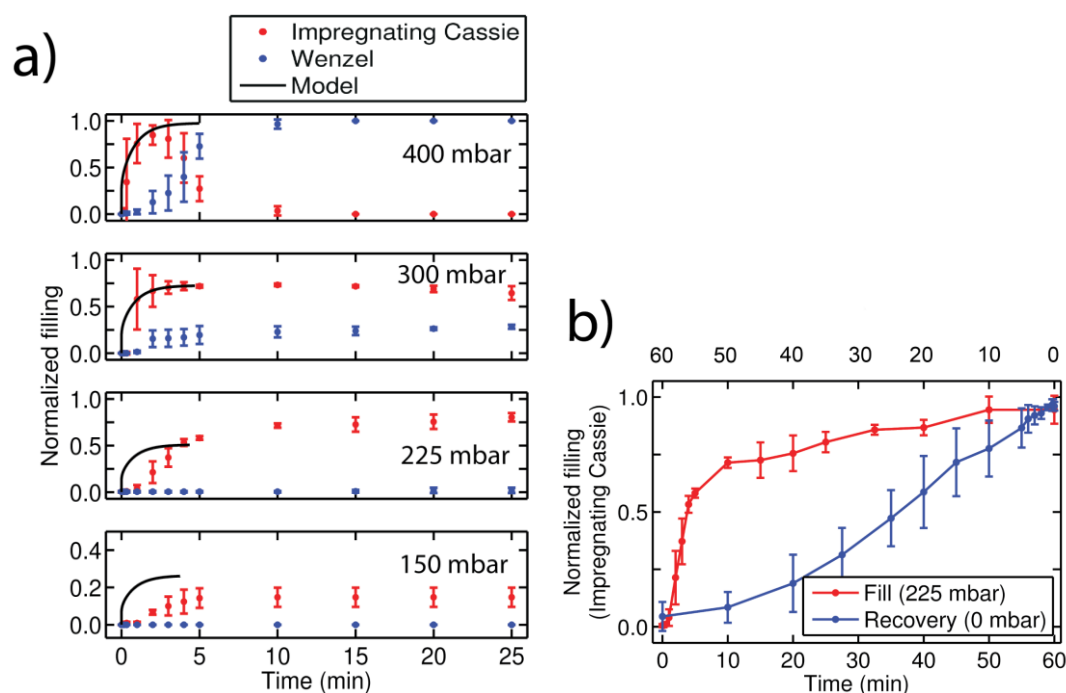 a)
Impregnating Cassie
Wenzel
Model
Normalized filling
1.0
0.5
0.0
400 mbar
1.0
0.5
0.0
300 mbar
1.0
0.5
0.0
225 mbar
0.4
0.2
0.0
150 mbar
0 5 10 15 20 25
Time (min)
b)
60 50 40 30 20 10 0
Normalized filling
(Impregnating Cassie)
1.0
0.5
0.0
Fill (225 mbar)
Recovery (0 mbar)
0 10 20 30 40 50 60
Time (min)